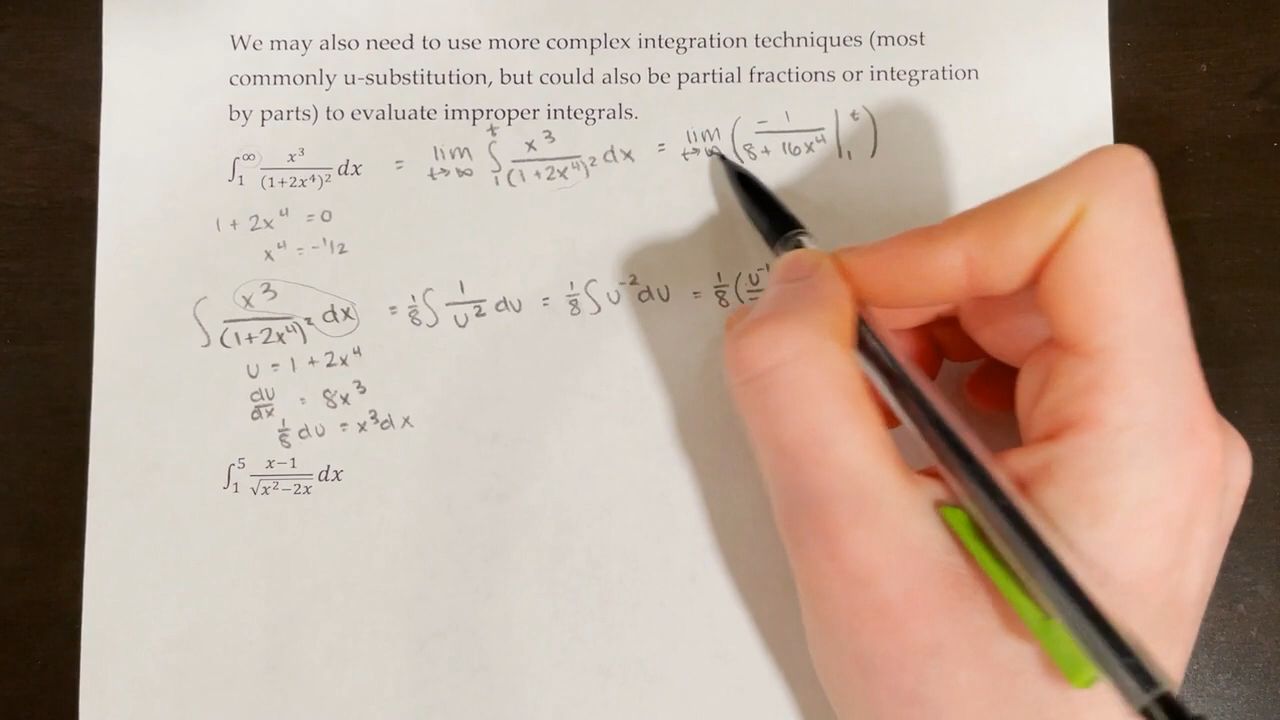 We may also need to use more complex integration techniques (most
commonly u-substitution, but could also be partial fractions or integration
by parts) to evaluate improper integrals.
∫₁^∞ x³/(1+2x⁴)² dx = lim t→∞ ∫₁^t x³/(1+2x⁴)² dx = lim t→∞ (-1/(8+16x⁴) |₁^t)
1 + 2x⁴ = 0
x⁴ = -1/2
∫ x³/(1+2x⁴)² dx = 1/8 ∫ 1/u² du = 1/8 ∫ u⁻² du = 1/8 (u⁻¹
u = 1 + 2x⁴
du/dx = 8x³
1/8 du = x³dx
∫₁⁵ x−1/√x²−2x dx